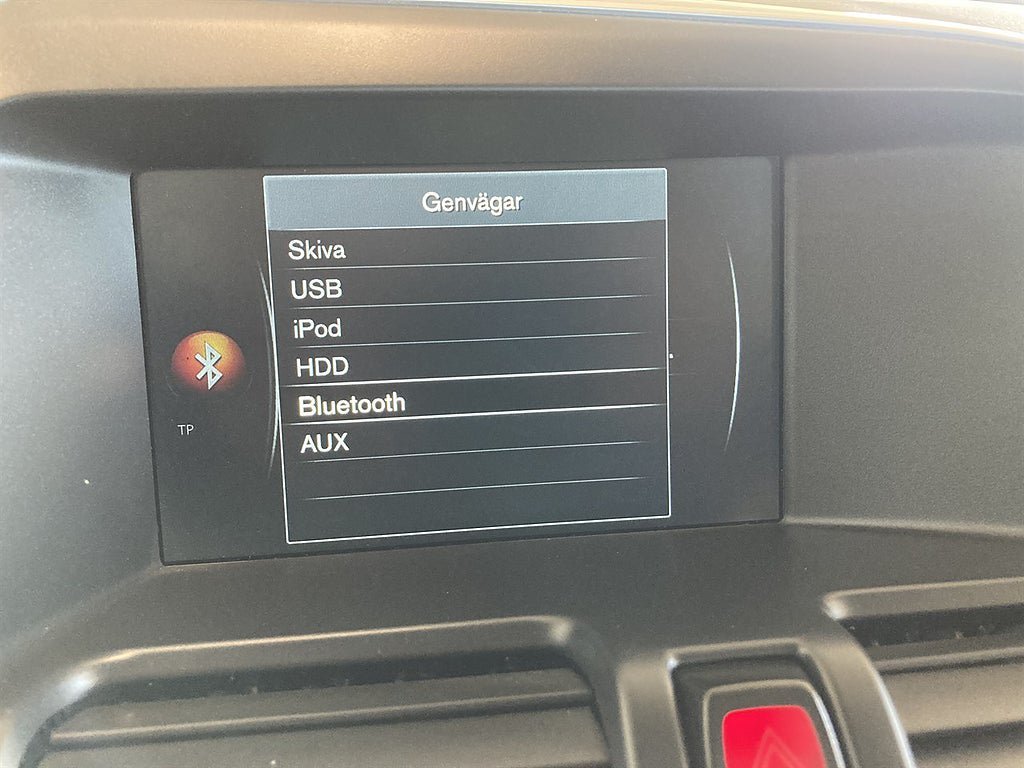 Genvägar
Skiva
USB
iPod
HDD
Bluetooth
AUX
TP